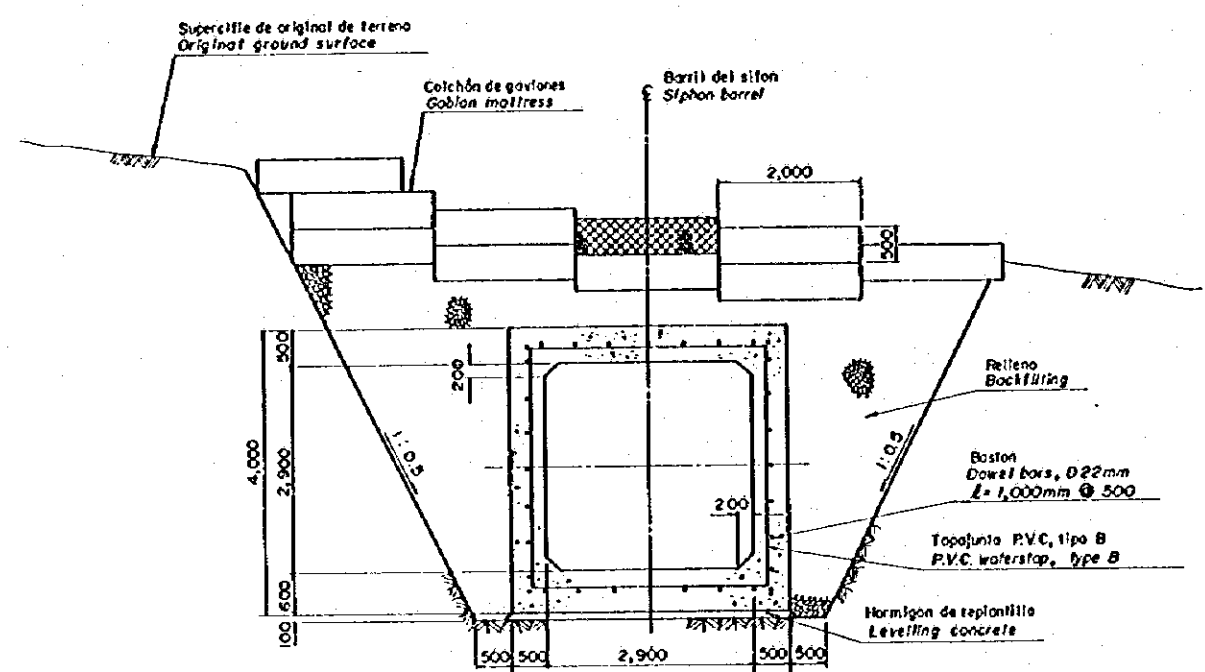 Supercifie de original de terreno
Original ground surface
Colchón de gaviones
Gabion mattress
℄
Barril del sifon
Siphon barrel
2,000
500
500
200
4,000
2,900
1:0.5
1:0.5
Relleno
Backfilling
Baston
Dowel bars, D22mm
ℓ= 1,000mm @ 500
200
Tapajunta P.V.C, tipo B
P.V.C. waterstop, type B
600
100
Hormigón de replantillo
Levelling concrete
500 500 2,900 500 500